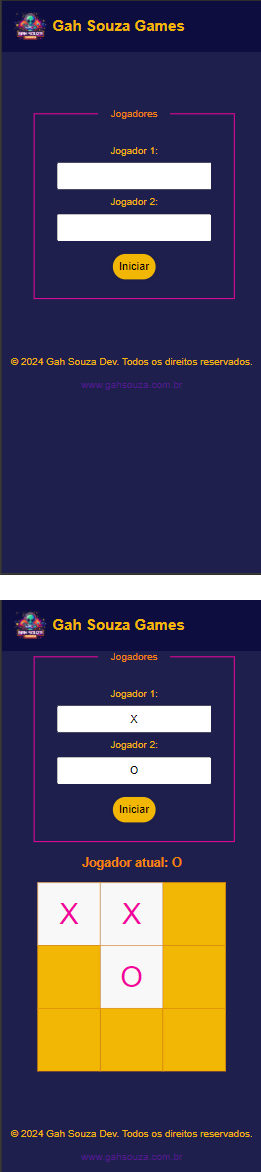 Gah Souza Games
Jogadores
Jogador 1:
Jogador 2:
Iniciar
© 2024 Gah Souza Dev. Todos os direitos reservados.
www.gahsouza.com.br
Gah Souza Games
Jogadores
Jogador 1:
X
Jogador 2:
O
Iniciar
Jogador atual: O
X X
O
© 2024 Gah Souza Dev. Todos os direitos reservados.
www.gahsouza.com.br